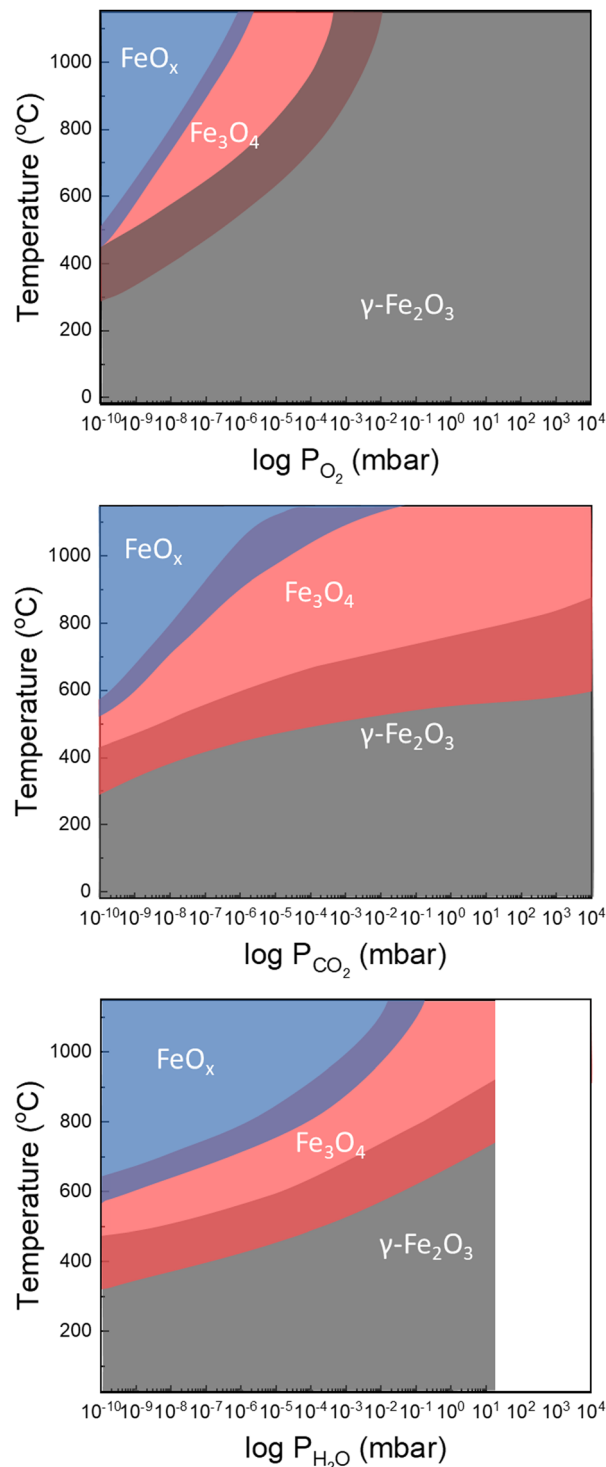 Temperature (°C)
1000
800
600
400
200
0
FeOₓ
Fe₃O₄
γ-Fe₂O₃
10⁻¹⁰ 10⁻⁹ 10⁻⁸ 10⁻⁷ 10⁻⁶ 10⁻⁵ 10⁻⁴ 10⁻³ 10⁻² 10⁻¹ 10⁰ 10¹ 10² 10³ 10⁴
log P_O₂ (mbar)
Temperature (°C)
1000
800
600
400
200
0
FeOₓ
Fe₃O₄
γ-Fe₂O₃
10⁻¹⁰ 10⁻⁹ 10⁻⁸ 10⁻⁷ 10⁻⁶ 10⁻⁵ 10⁻⁴ 10⁻³ 10⁻² 10⁻¹ 10⁰ 10¹ 10² 10³ 10⁴
log P_CO₂ (mbar)
Temperature (°C)
1000
800
600
400
200
FeOₓ
Fe₃O₄
γ-Fe₂O₃
10⁻¹⁰ 10⁻⁹ 10⁻⁸ 10⁻⁷ 10⁻⁶ 10⁻⁵ 10⁻⁴ 10⁻³ 10⁻² 10⁻¹ 10⁰ 10¹ 10² 10³ 10⁴
log P_H₂O (mbar)